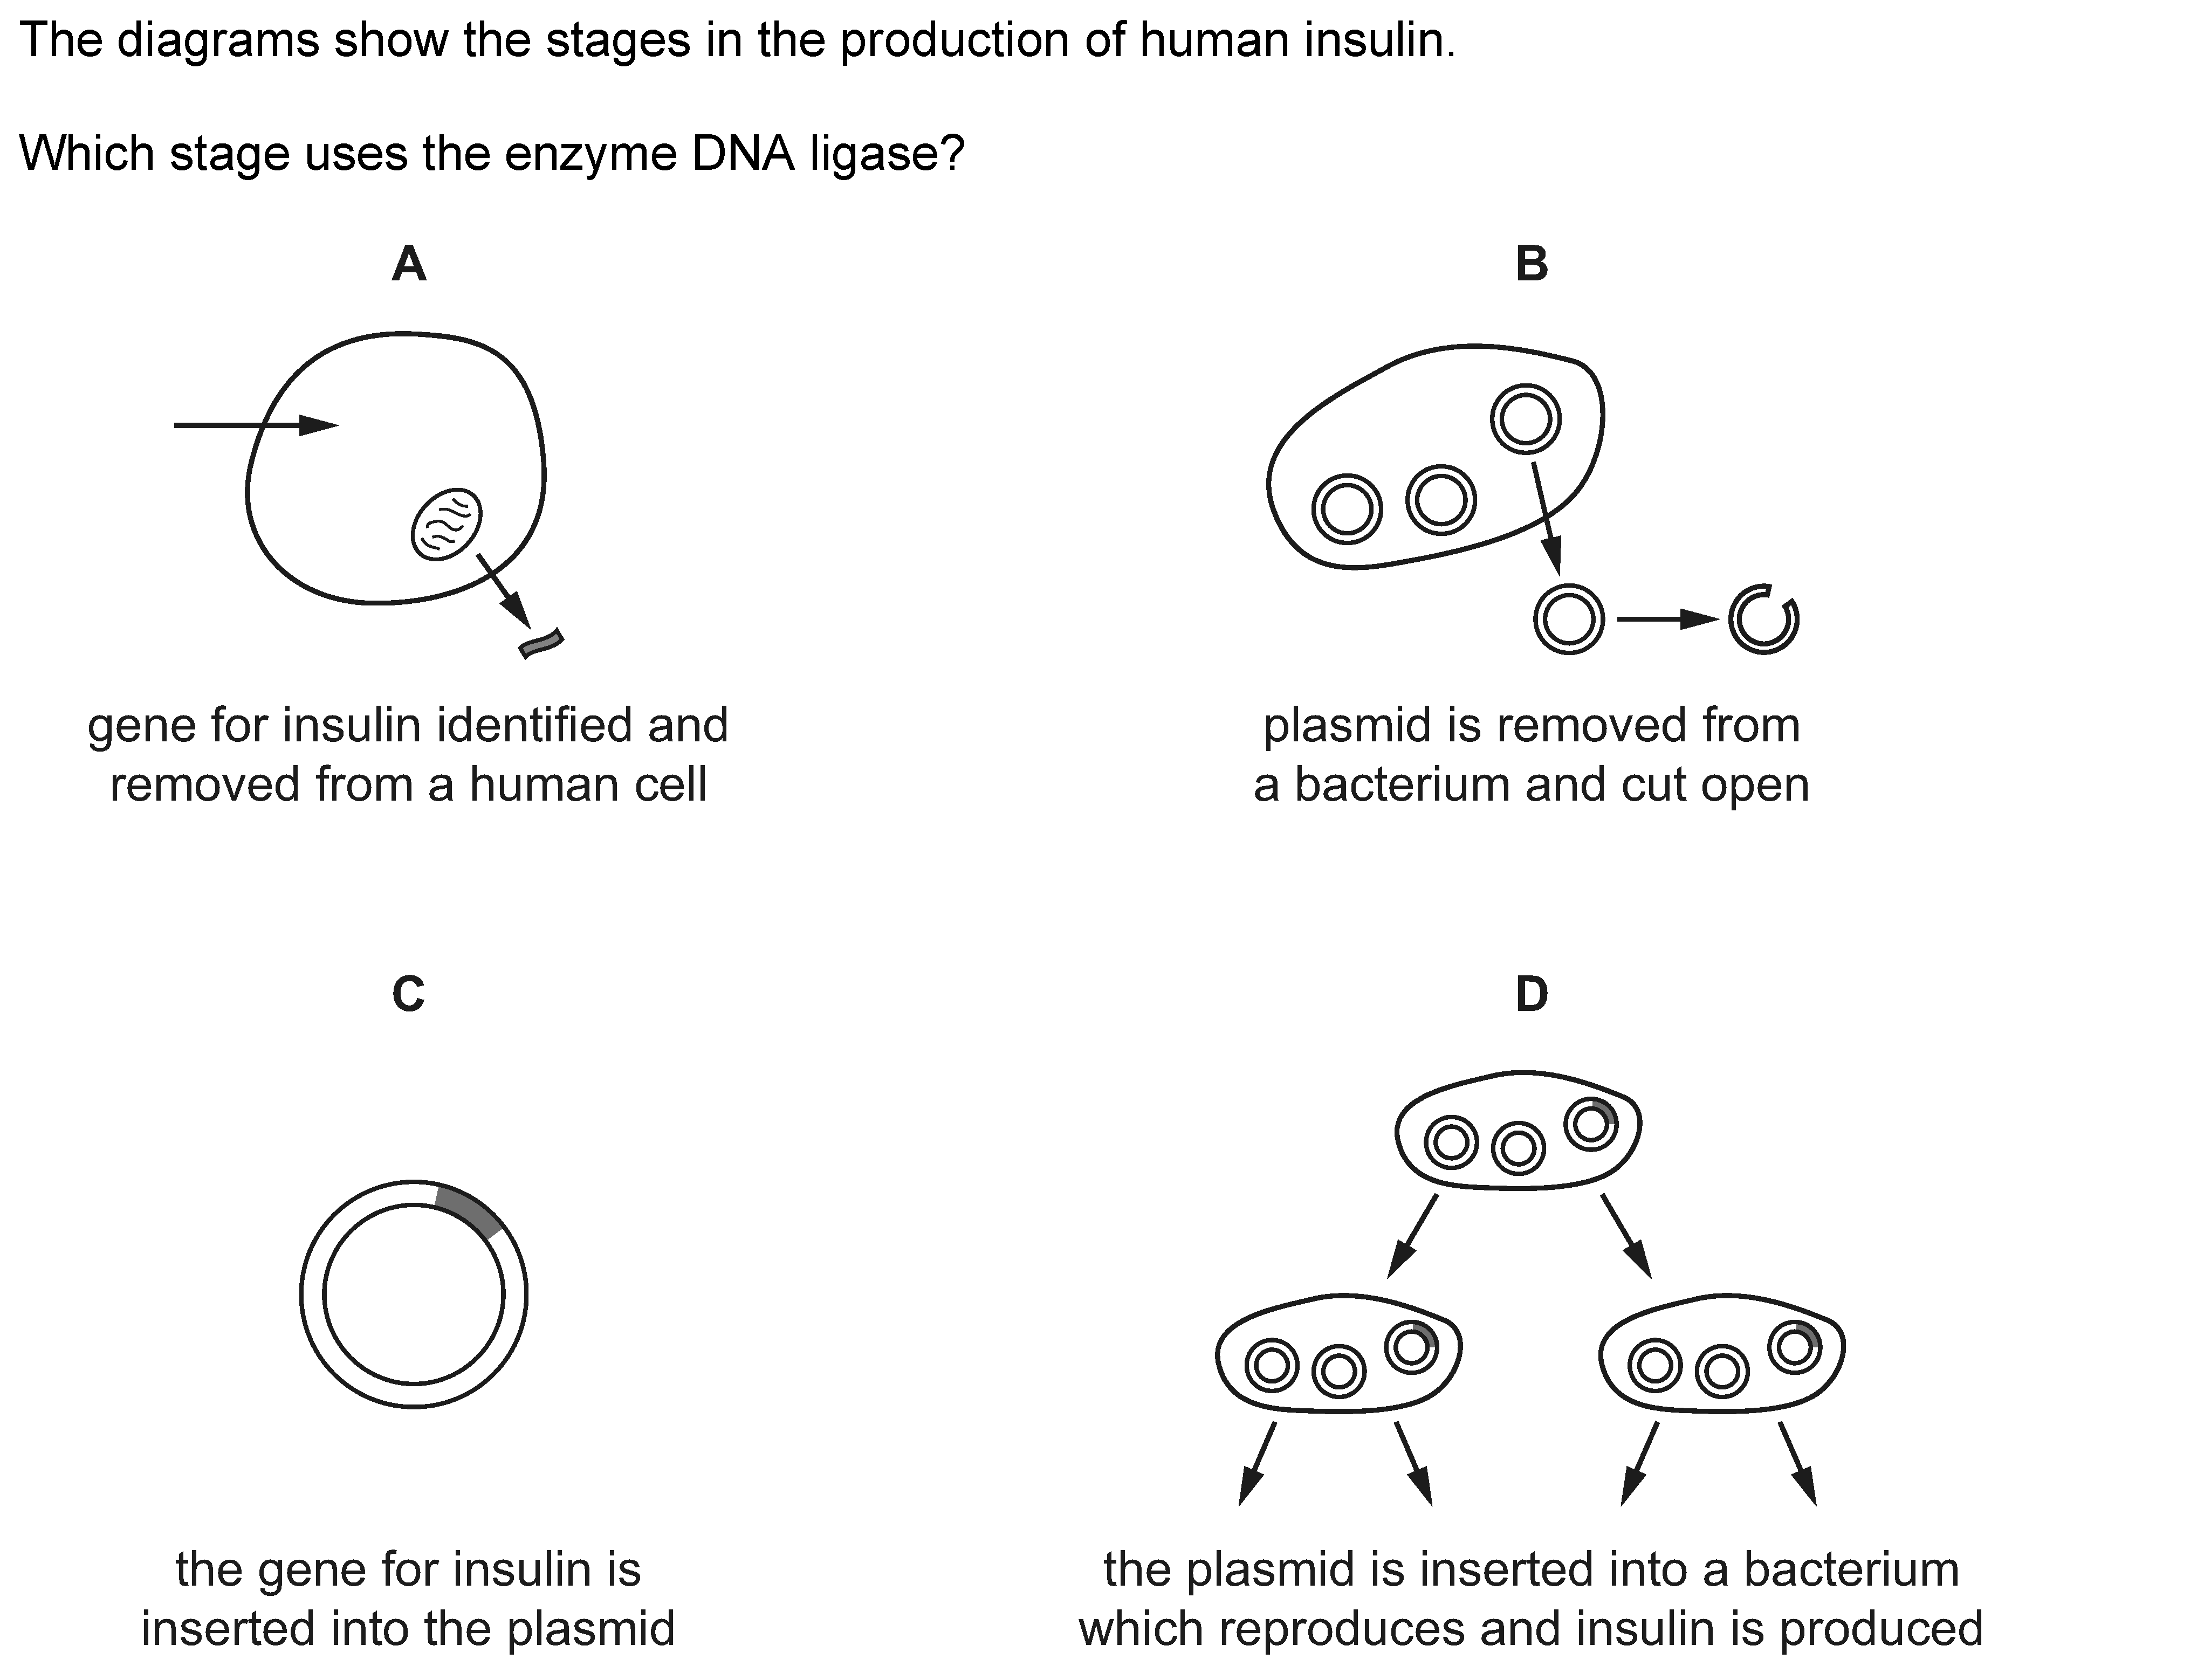 The diagrams show the stages in the production of human insulin.
Which stage uses the enzyme DNA ligase?
A
B
gene for insulin identified and
removed from a human cell
plasmid is removed from
a bacterium and cut open
C
D
the gene for insulin is
inserted into the plasmid
the plasmid is inserted into a bacterium
which reproduces and insulin is produced